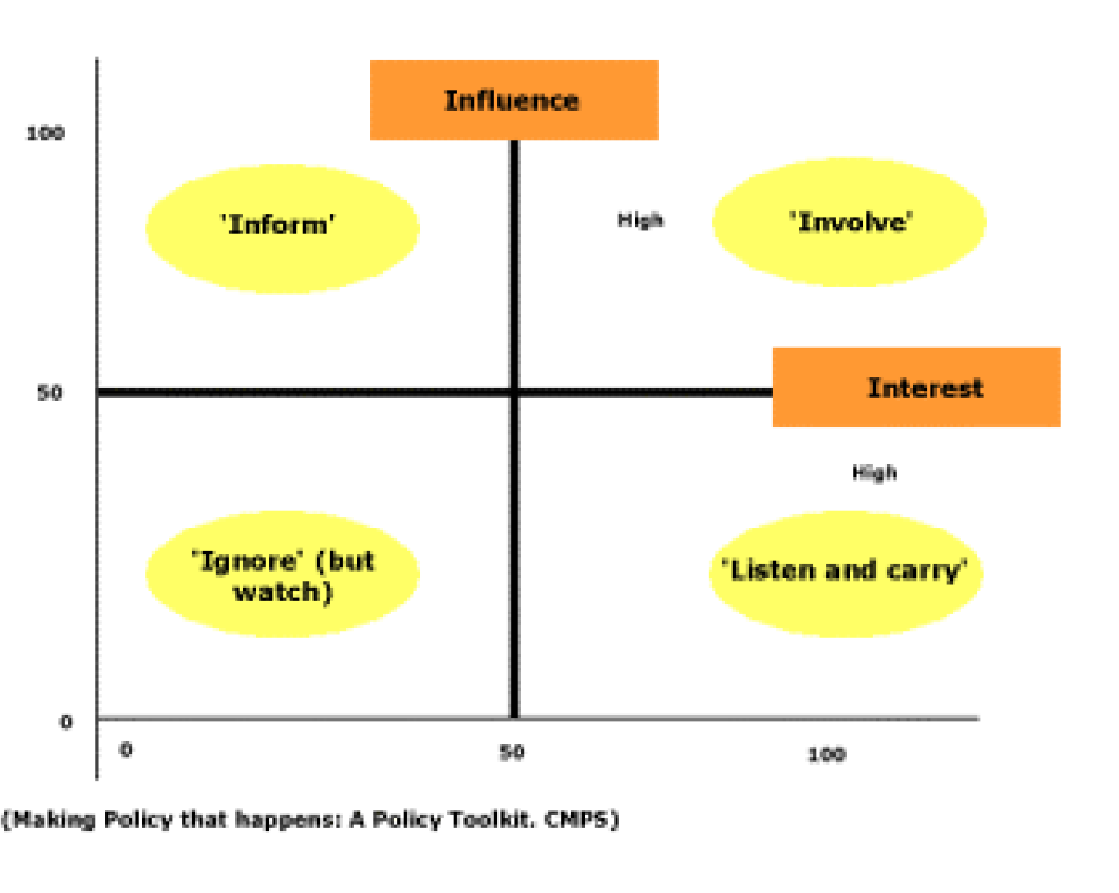 Influence
100
'Inform'
High
'Involve'
50
Interest
High
'Ignore' (but
watch)
'Listen and carry'
0
0
50
100
(Making Policy that happens: A Policy Toolkit. CMPS)